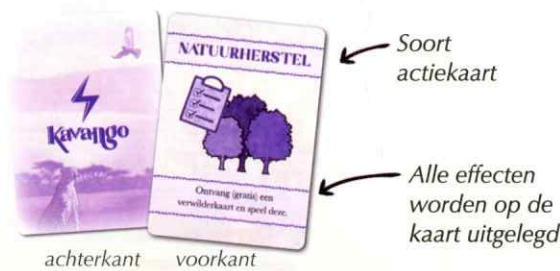 NATUURHERSTEL
Kavango
Ontvang (gratis) een
verwilderkaart en speel deze.
Soort
actiekaart
Alle effecten
worden op de
kaart uitgelegd
achterkant voorkant